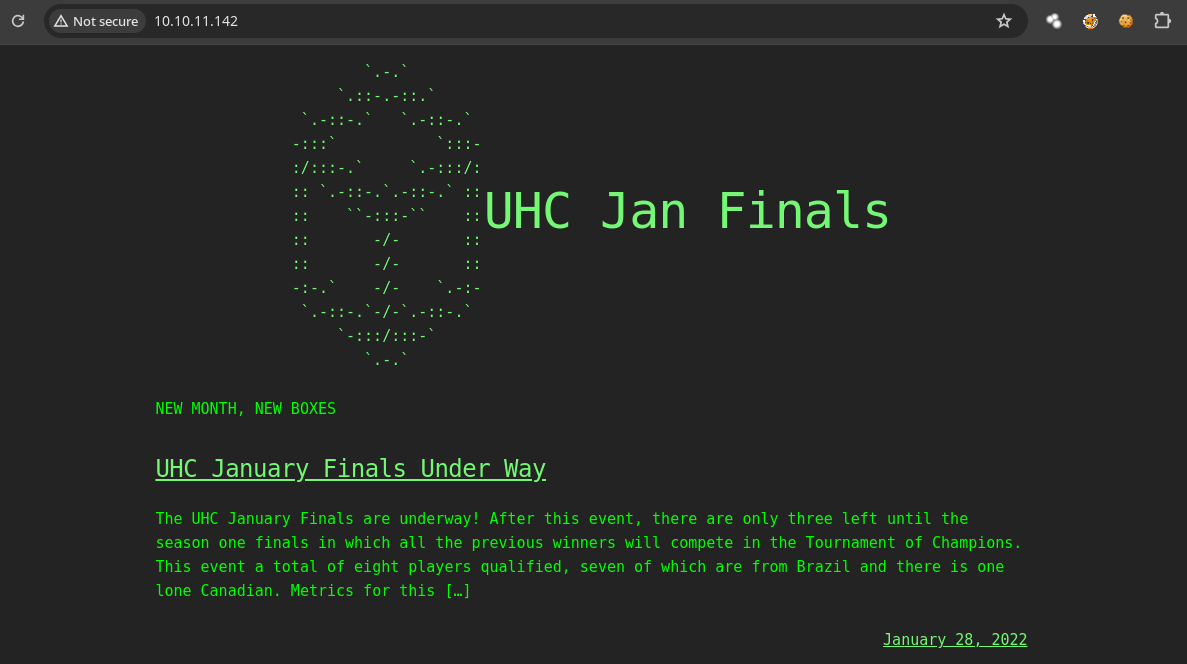 Not secure 10.10.11.142
`.-.`
`.::-.-::.`
`.-::-.`   `.-::-.`
-:::`           `:::-
:/:::-.`     `.-:::/:
:: `.-::-.`.-::-.` ::
::    ``-:::-``    ::
::       -/-       ::
::       -/-       ::
-:-.`    -/-    `.-:-
`.-::-.`-/-`.-::-.`
`-:::/:::-`
`.-.`
UHC Jan Finals
NEW MONTH, NEW BOXES
UHC January Finals Under Way
The UHC January Finals are underway! After this event, there are only three left until the
season one finals in which all the previous winners will compete in the Tournament of Champions.
This event a total of eight players qualified, seven of which are from Brazil and there is one
lone Canadian. Metrics for this […]
January 28, 2022